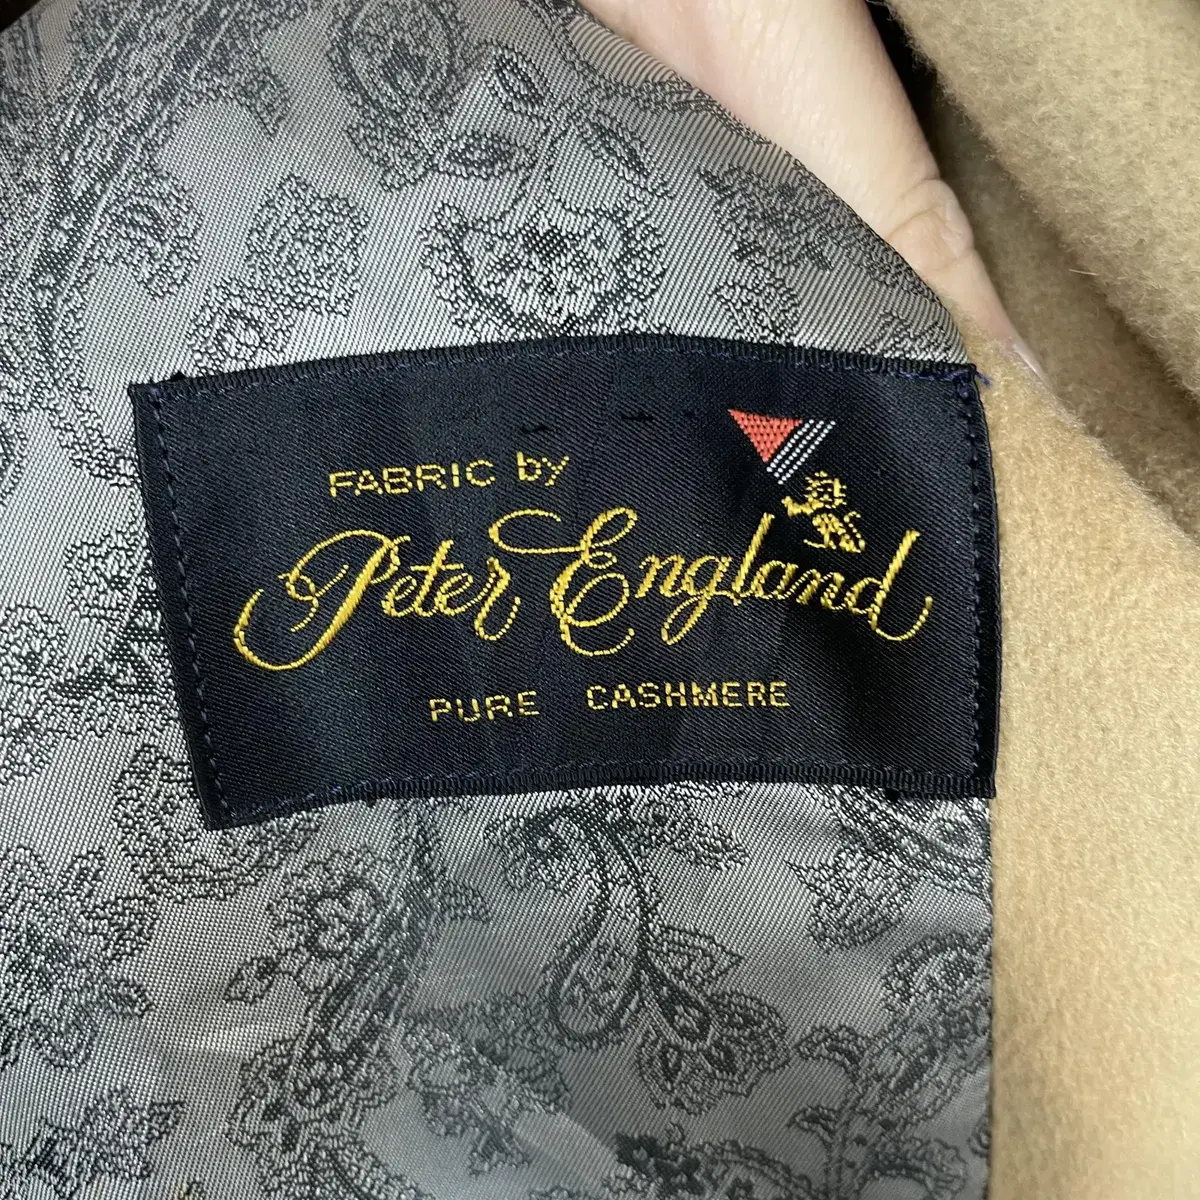 FABRIC by
Peter England
PURE CASHMERE